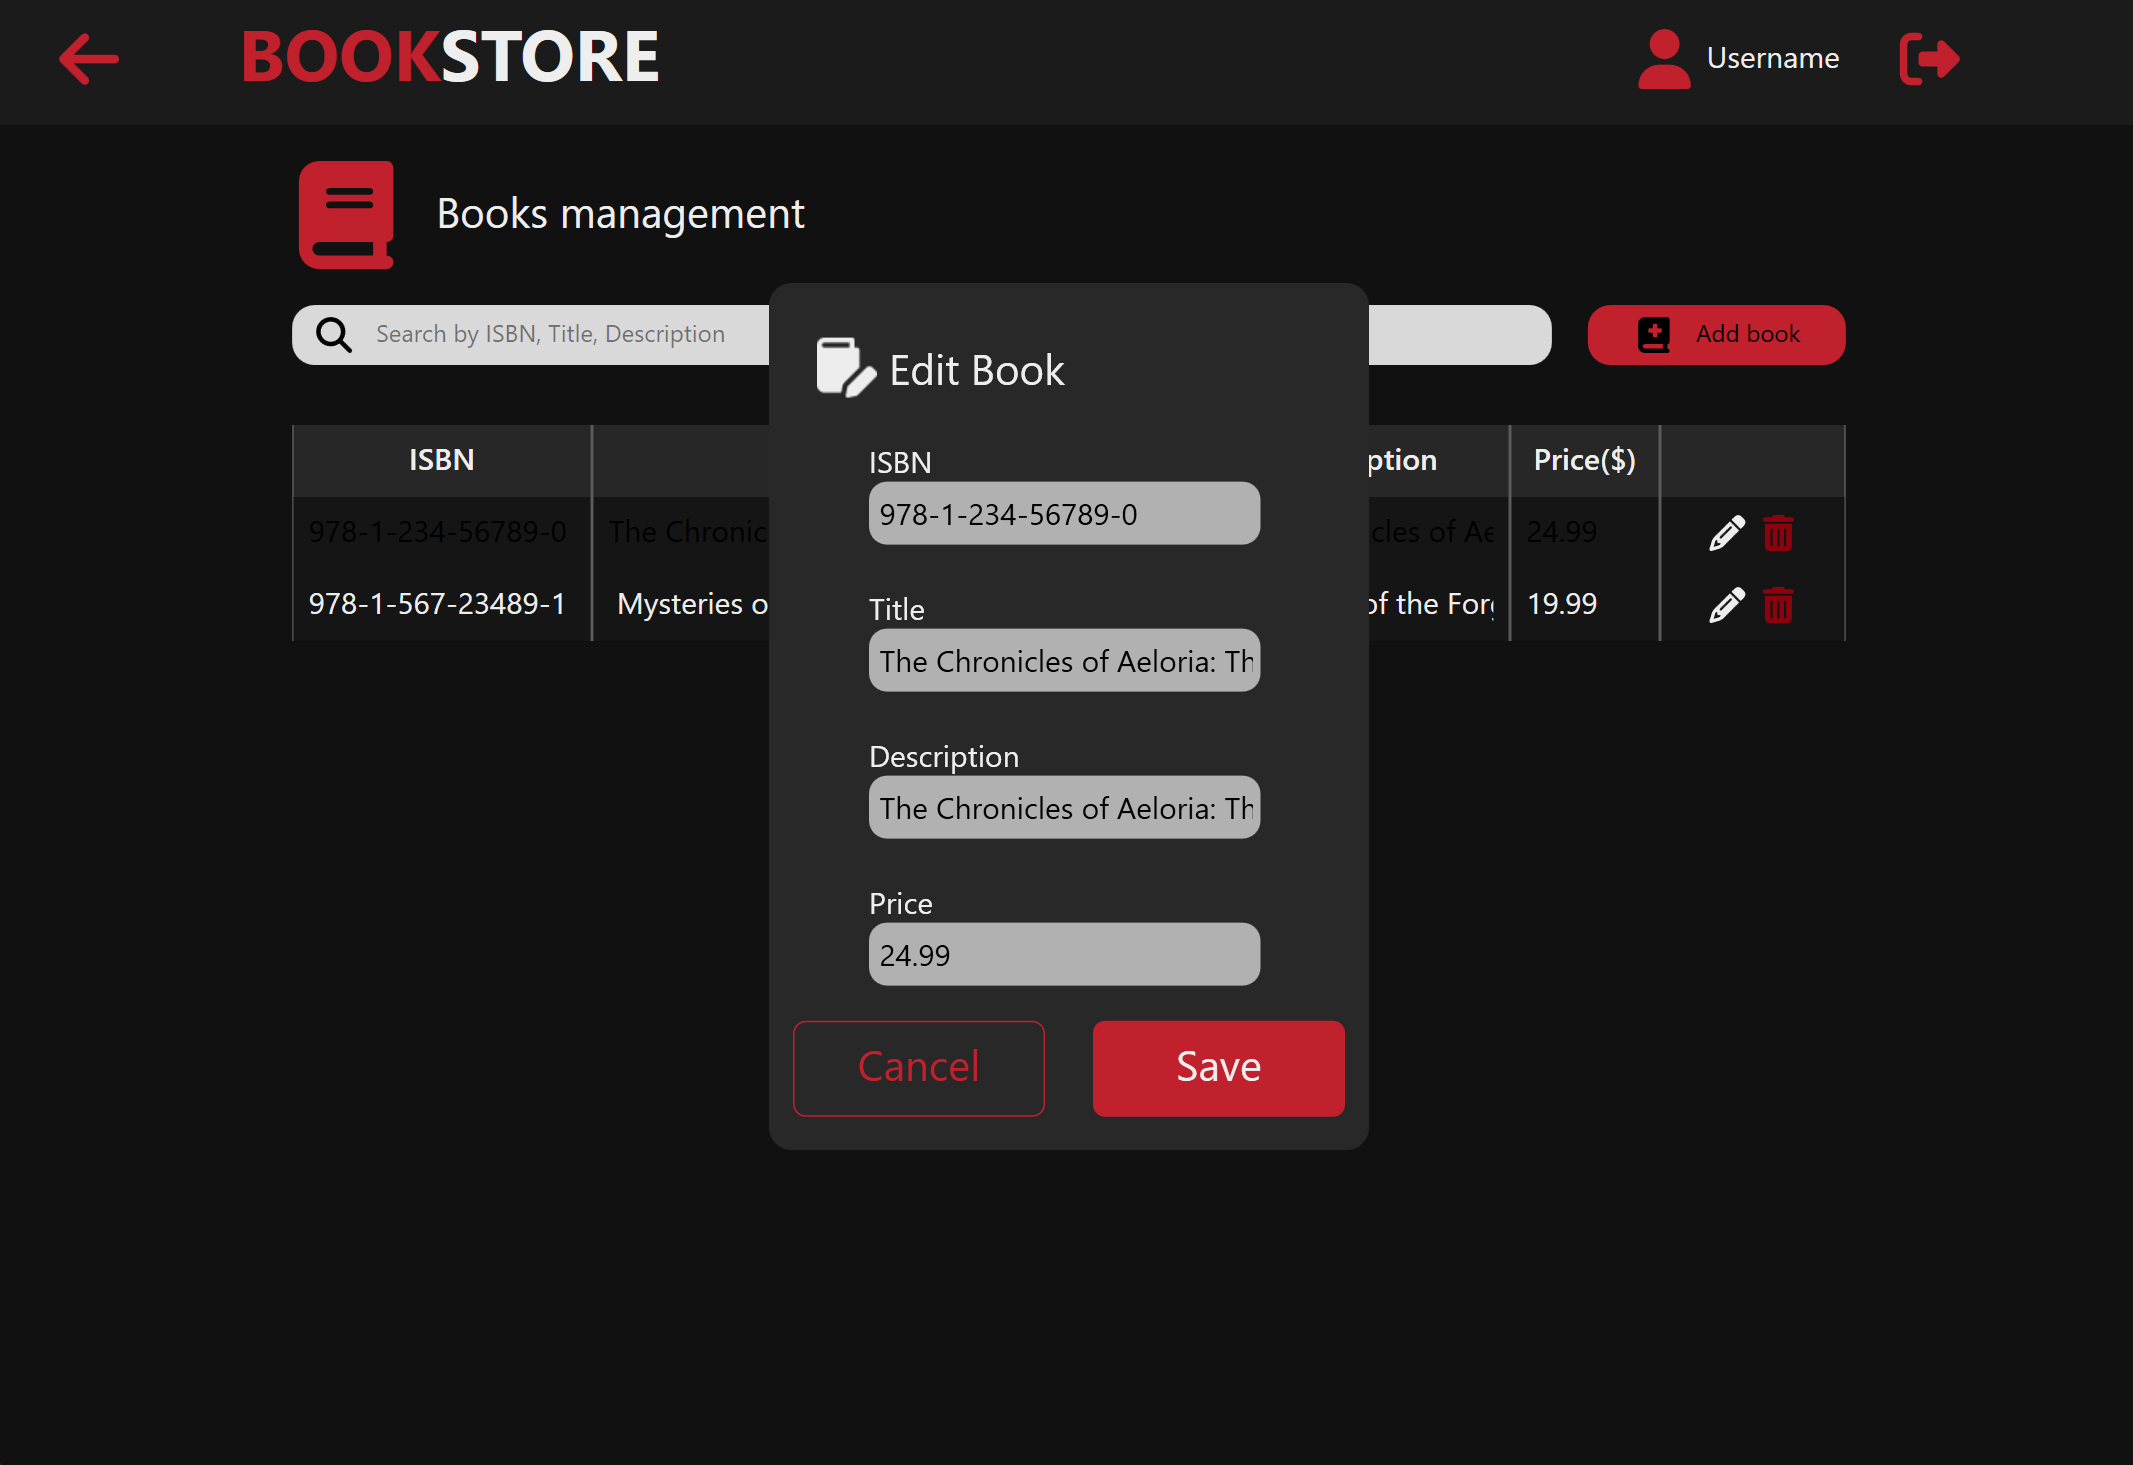 BOOKSTORE
Username
Books management
Search by ISBN, Title, Description
Add book
Edit Book
ISBN
978-1-234-56789-0
Title
The Chronicles of Aeloria: Th
Description
The Chronicles of Aeloria: Th
Price
24.99
Cancel
Save
ISBN ption Price($)
978-1-234-56789-0 The Chronic cles of Ae 24.99
978-1-567-23489-1 Mysteries o of the Forg 19.99